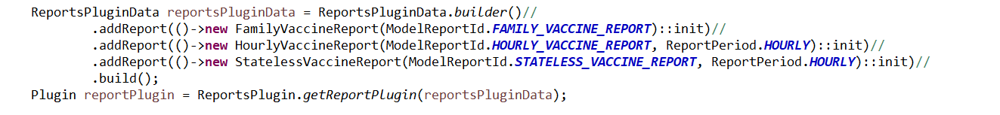 ReportsPluginData reportsPluginData = ReportsPluginData.builder()//
.addReport(()->new FamilyVaccineReport(ModelReportId.FAMILY_VACCINE_REPORT)::init)//
.addReport(()->new HourlyVaccineReport(ModelReportId.HOURLY_VACCINE_REPORT, ReportPeriod.HOURLY)::init)//
.addReport(()->new StatelessVaccineReport(ModelReportId.STATELESS_VACCINE_REPORT, ReportPeriod.HOURLY)::init)//
.build();
Plugin reportPlugin = ReportsPlugin.getReportPlugin(reportsPluginData);